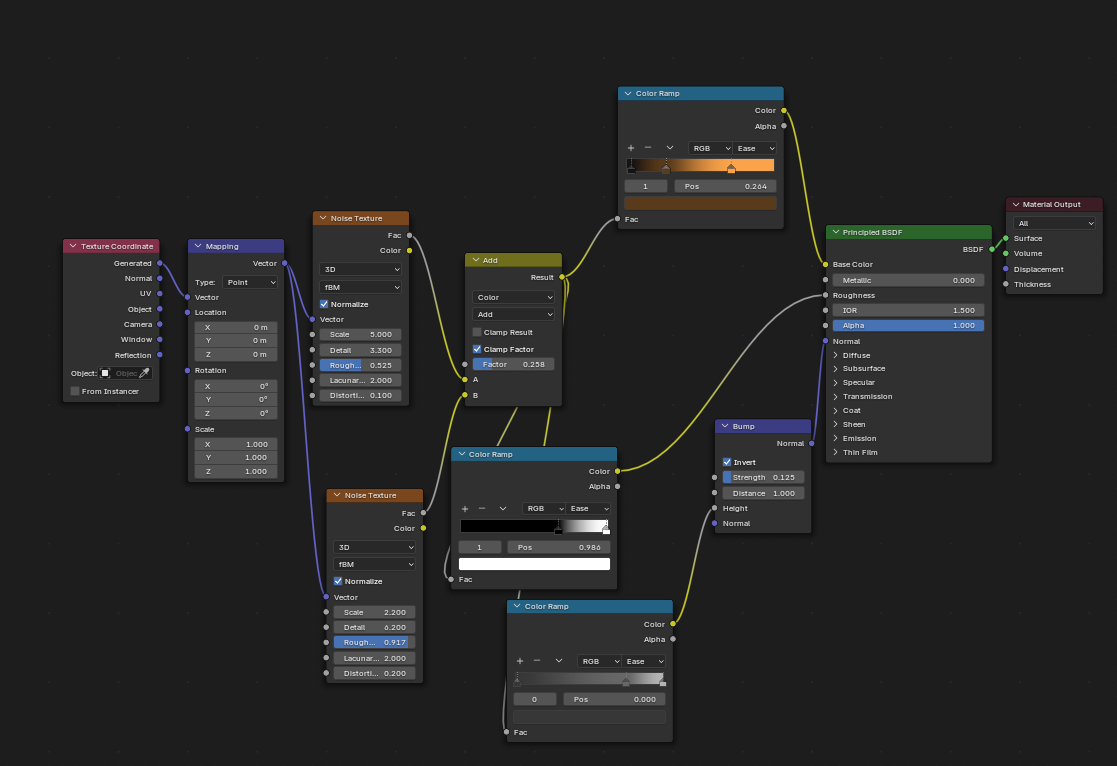 Color Ramp
Color
Alpha
RGB
Ease
1
Pos 0.264
Fac
Material Output
All
Surface
Volume
Displacement
Thickness
Noise Texture
Fac
Color
3D
fBM
Normalize
Vector
Scale 5.000
Detail 3.300
Rough... 0.525
Lacunar... 2.000
Distorti... 0.100
Principled BSDF
BSDF
Base Color
Metallic 0.000
Roughness
IOR 1.500
Alpha 1.000
Normal
Diffuse
Subsurface
Specular
Transmission
Coat
Sheen
Emission
Thin Film
Texture Coordinate
Generated
Normal
UV
Object
Camera
Window
Reflection
Object: Objec
From Instancer
Mapping
Vector
Type: Point
Vector
Location
X 0 m
Y 0 m
Z 0 m
Rotation
X 0°
Y 0°
Z 0°
Scale
X 1.000
Y 1.000
Z 1.000
Add
Result
Color
Add
Clamp Result
Clamp Factor
Factor 0.258
A
B
Bump
Normal
Invert
Strength 0.125
Distance 1.000
Height
Normal
Color Ramp
Color
Alpha
RGB
Ease
1
Pos 0.986
Fac
Noise Texture
Fac
Color
3D
fBM
Normalize
Vector
Scale 2.200
Detail 6.200
Rough... 0.917
Lacunar... 2.000
Distorti... 0.200
Color Ramp
Color
Alpha
RGB
Ease
0
Pos 0.000
Fac